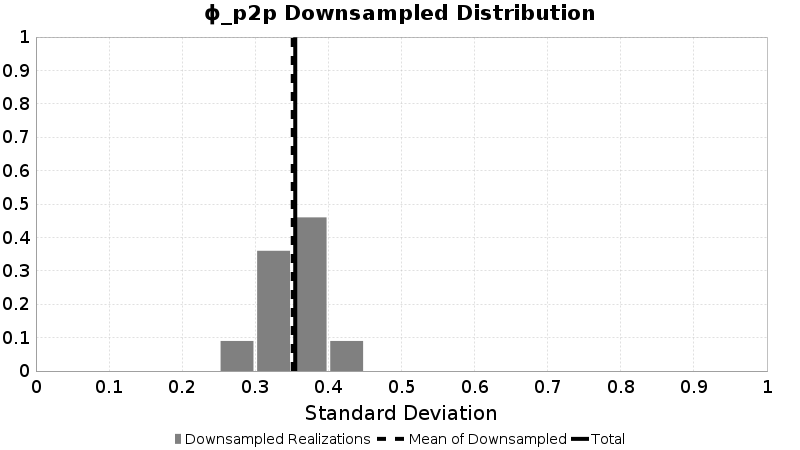 ϕ_p2p Downsampled Distribution
1
0.9
0.8
0.7
0.6
0.5
0.4
0.3
0.2
0.1
0
0 0.1 0.2 0.3 0.4 0.5 0.6 0.7 0.8 0.9 1
Standard Deviation
Downsampled Realizations Mean of Downsampled Total